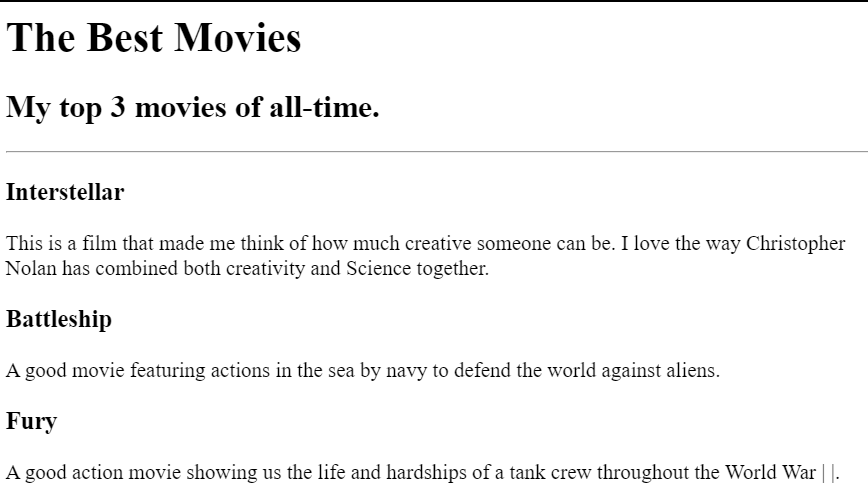 The Best Movies
My top 3 movies of all-time.
Interstellar
This is a film that made me think of how much creative someone can be. I love the way Christopher
Nolan has combined both creativity and Science together.
Battleship
A good movie featuring actions in the sea by navy to defend the world against aliens.
Fury
A good action movie showing us the life and hardships of a tank crew throughout the World War | |.